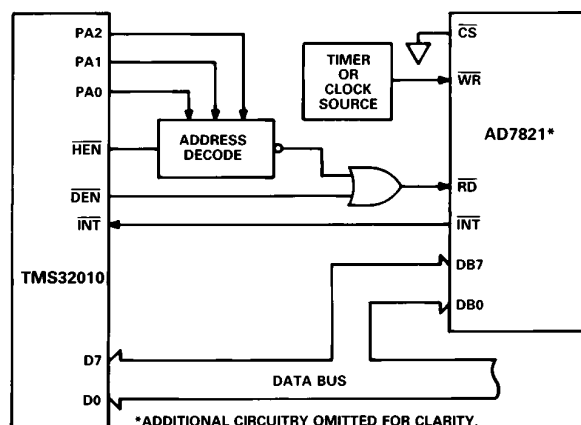 PA2
PA1
PA0
HEN
DEN
INT
TMS32010
D7
D0
ADDRESS
DECODE
TIMER
OR
CLOCK
SOURCE
CS
WR
AD7821*
RD
INT
DB7
DB0
DATA BUS
*ADDITIONAL CIRCUITRY OMITTED FOR CLARITY.